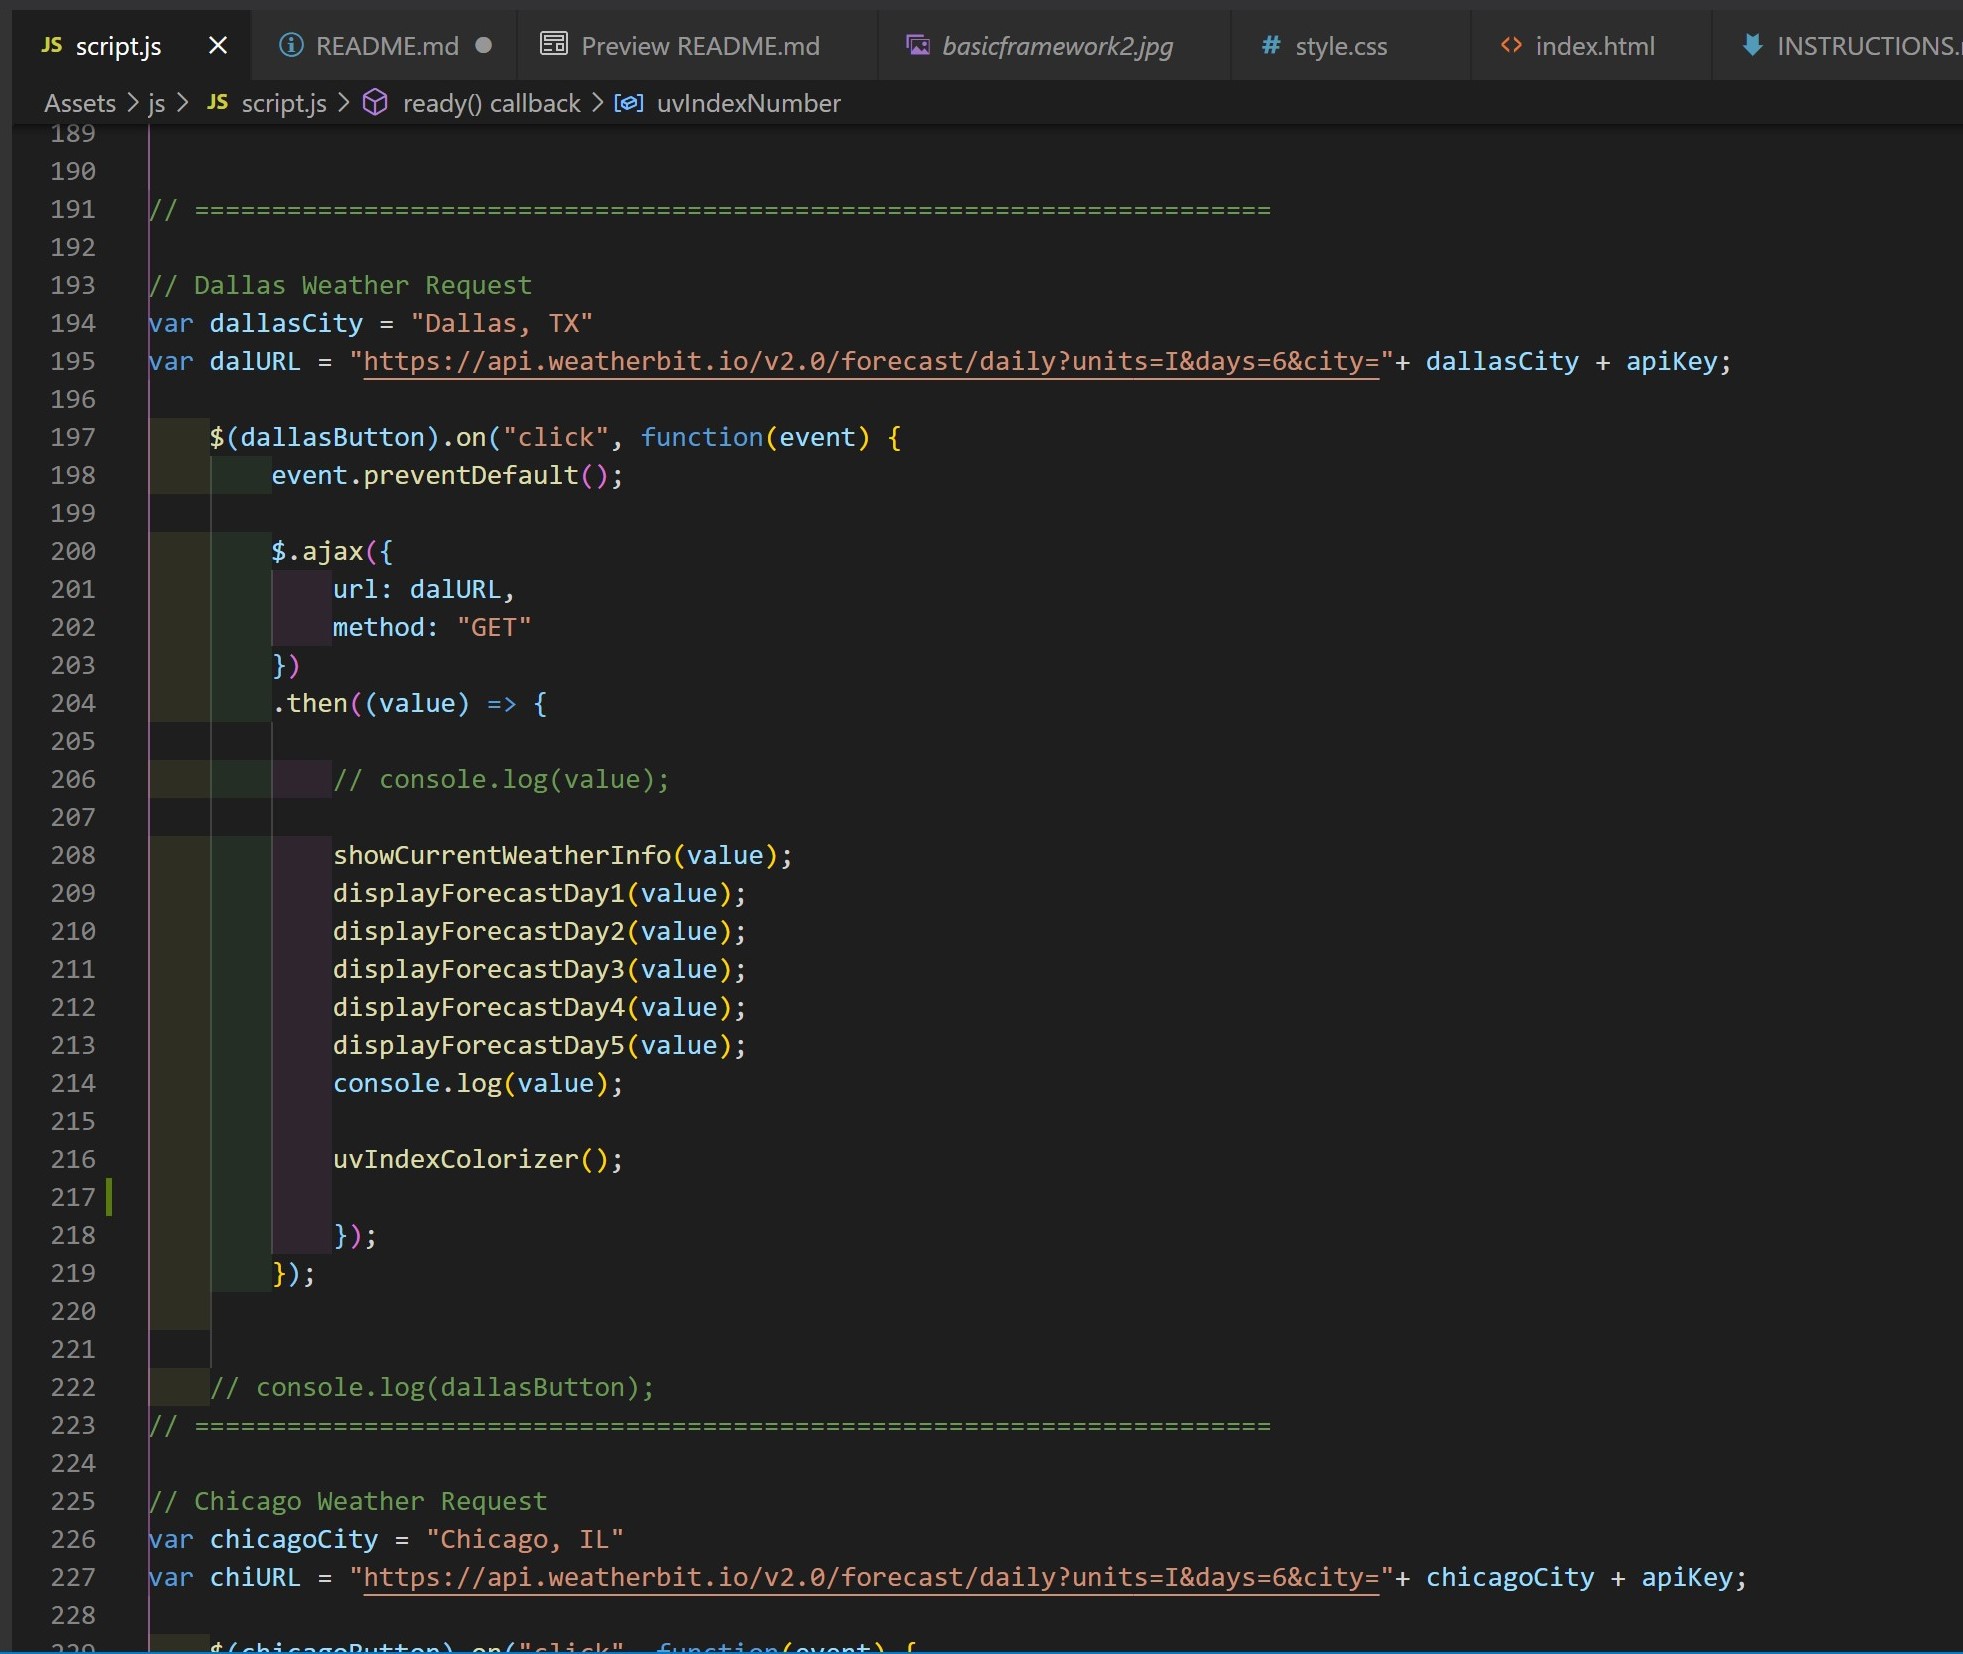 JS script.js × README.md ● Preview README.md basicframework2.jpg # style.css <> index.html INSTRUCTIONS.
Assets > js > JS script.js > ready() callback > uvIndexNumber
189
190
191 // ======================================================================
192
193 // Dallas Weather Request
194 var dallasCity = "Dallas, TX"
195 var dalURL = "https://api.weatherbit.io/v2.0/forecast/daily?units=I&days=6&city="+ dallasCity + apiKey;
196
197 $(dallasButton).on("click", function(event) {
198 event.preventDefault();
199
200 $.ajax({
201 url: dalURL,
202 method: "GET"
203 })
204 .then((value) => {
205
206 // console.log(value);
207
208 showCurrentWeatherInfo(value);
209 displayForecastDay1(value);
210 displayForecastDay2(value);
211 displayForecastDay3(value);
212 displayForecastDay4(value);
213 displayForecastDay5(value);
214 console.log(value);
215
216 uvIndexColorizer();
217
218 });
219 });
220
221
222 // console.log(dallasButton);
223 // ======================================================================
224
225 // Chicago Weather Request
226 var chicagoCity = "Chicago, IL"
227 var chiURL = "https://api.weatherbit.io/v2.0/forecast/daily?units=I&days=6&city="+ chicagoCity + apiKey;
228
229 $(chicagoButton).on("click", function(event) {